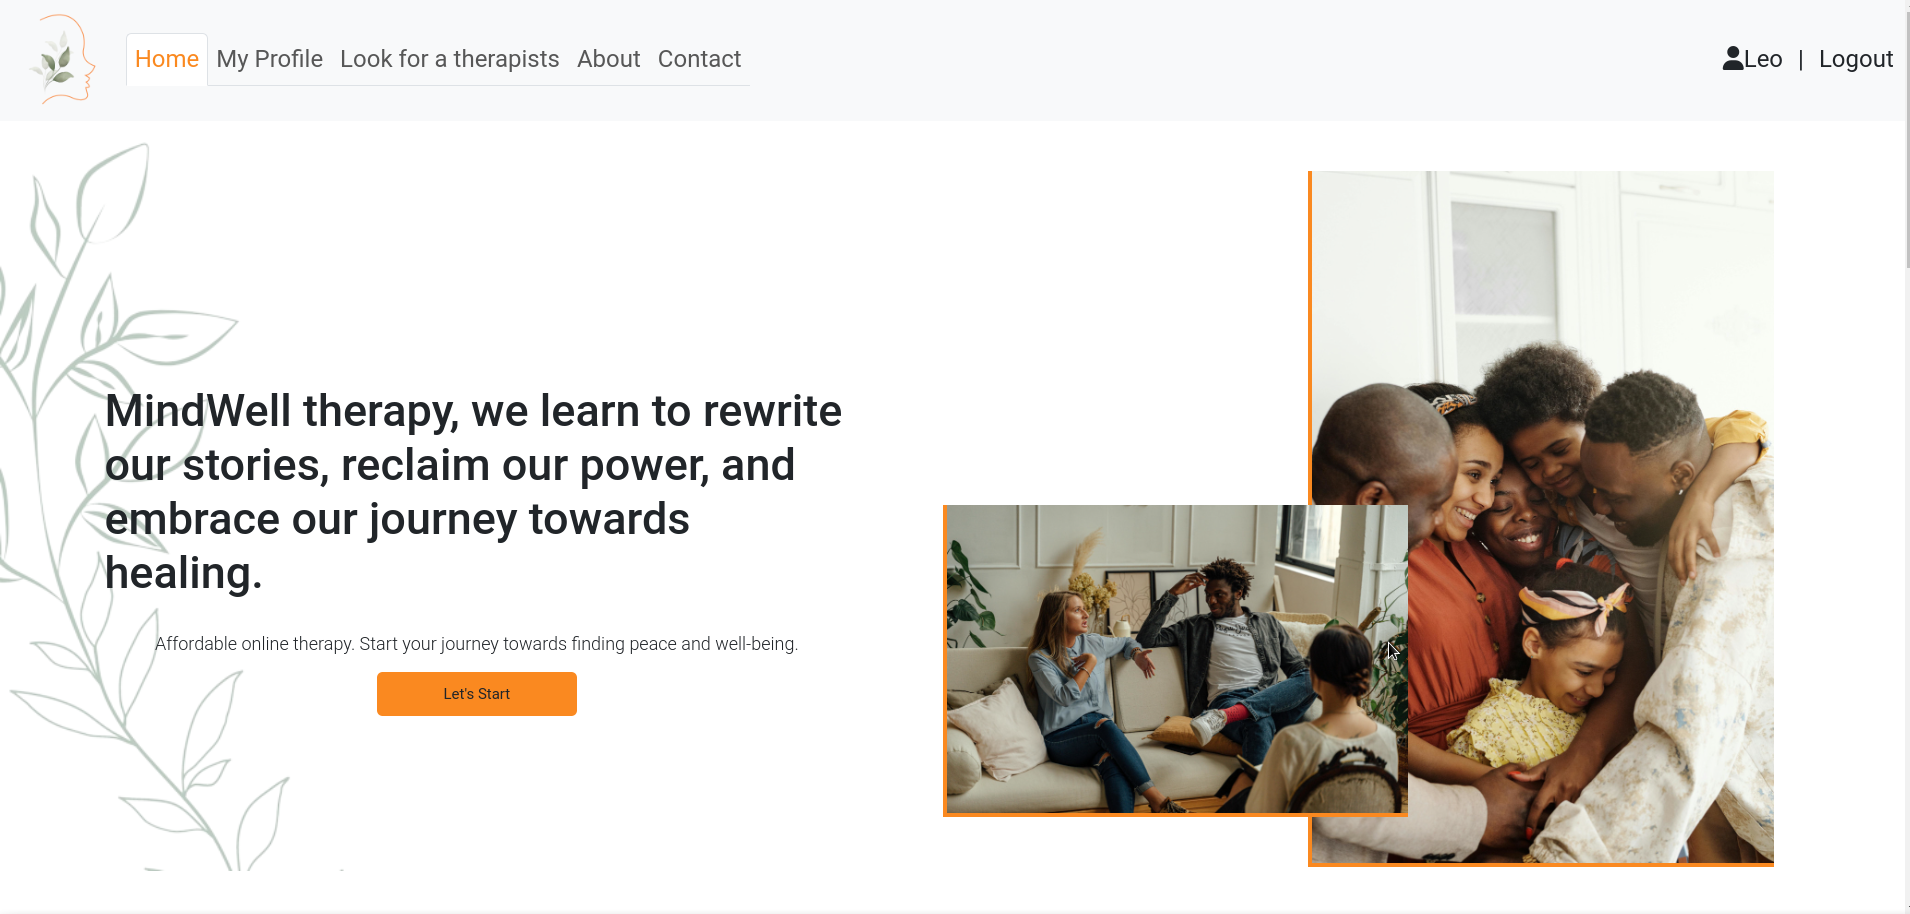 Home My Profile Look for a therapists About Contact Leo | Logout
MindWell therapy, we learn to rewrite
our stories, reclaim our power, and
embrace our journey towards
healing.
Affordable online therapy. Start your journey towards finding peace and well-being.
Let's Start